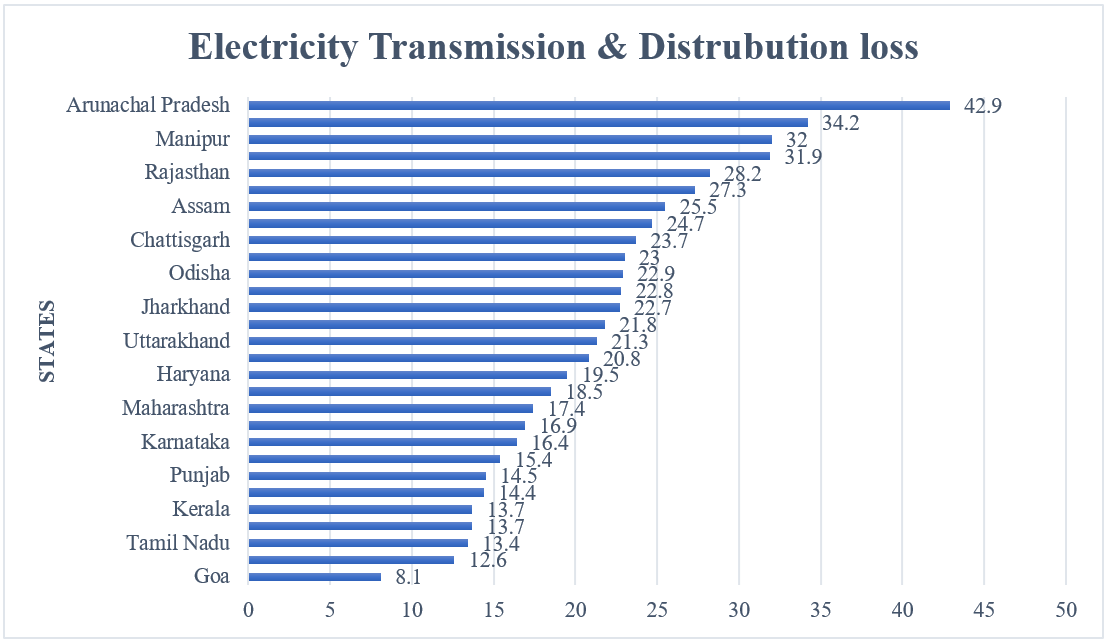 Electricity Transmission & Distrubution loss
STATES
Arunachal Pradesh 42.9
34.2
Manipur 32
31.9
Rajasthan 28.2
27.3
Assam 25.5
24.7
Chattisgarh 23.7
23
Odisha 22.9
22.8
Jharkhand 22.7
21.8
Uttarakhand 21.3
20.8
Haryana 19.5
18.5
Maharashtra 17.4
16.9
Karnataka 16.4
15.4
Punjab 14.5
14.4
Kerala 13.7
13.7
Tamil Nadu 13.4
12.6
Goa 8.1
0 5 10 15 20 25 30 35 40 45 50